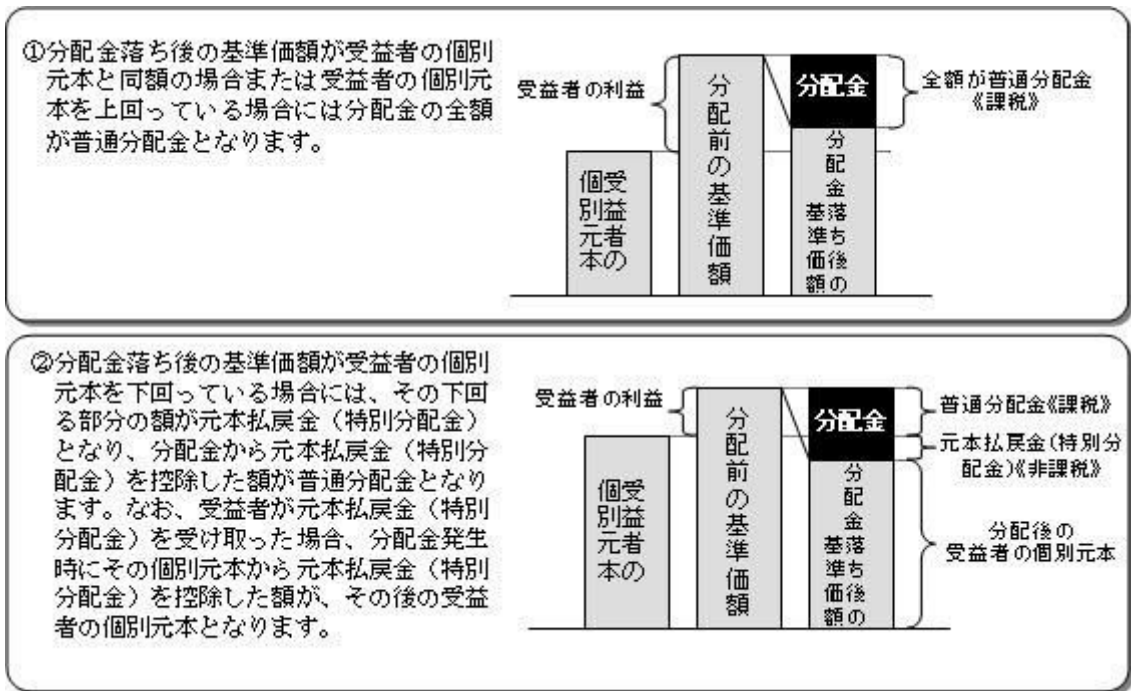 ①分配金落ち後の基準価額が受益者の個別
元本と同額の場合または受益者の個別元
本を上回っている場合には分配金の全額
が普通分配金となります。
受益者の利益
個別元本
受益者の
分配前の基準価額
分配金
基準価額
分配金落ち後の
全額が普通分配金
《課税》
②分配金落ち後の基準価額が受益者の個別
元本を下回っている場合には、その下回
る部分の額が元本払戻金（特別分配金）
となり、分配金から元本払戻金（特別分
配金）を控除した額が普通分配金となり
ます。なお、受益者が元本払戻金（特別
分配金）を受け取った場合、分配金発生
時にその個別元本から元本払戻金（特別
分配金）を控除した額が、その後の受益
者の個別元本となります。
受益者の利益
個別元本
受益者の
分配前の基準価額
分配金
基準価額
分配金落ち後の
普通分配金《課税》
元本払戻金(特別分
配金)《非課税》
分配後の
受益者の個別元本